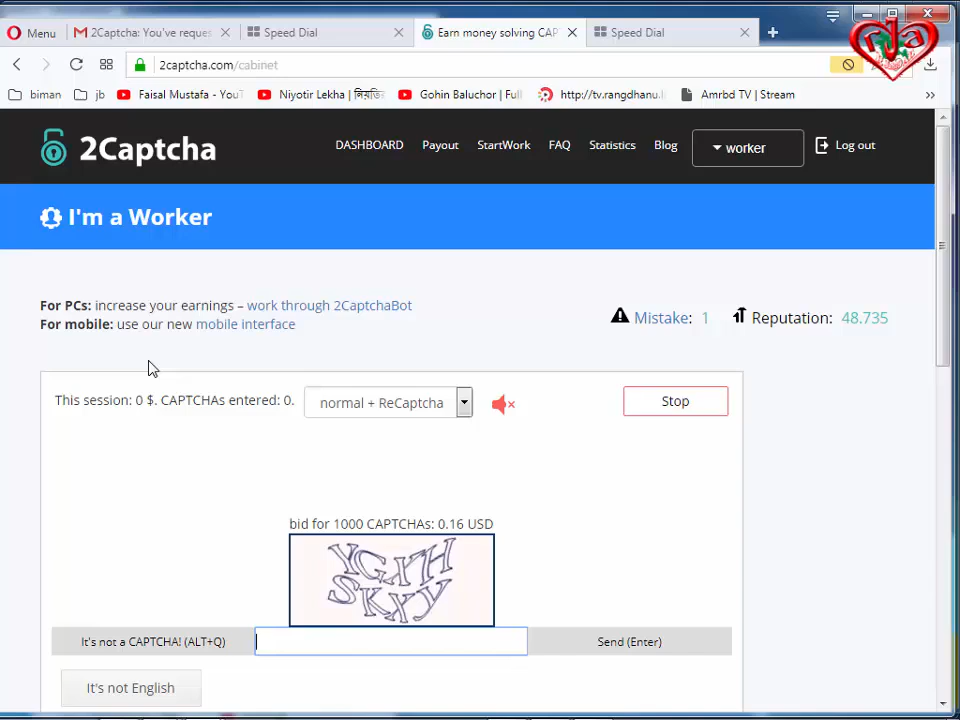 Menu
2Captcha: You've reques
Speed Dial
Earn money solving CAP
Speed Dial
rja
2captcha.com/cabinet
biman
jb
Faisal Mustafa - YouT
Niyotir Lekha |
Gohin Baluchor | Full
http://tv.rangdhanu.l
Amrbd TV | Stream
2Captcha
DASHBOARD
Payout
StartWork
FAQ
Statistics
Blog
worker
Log out
I'm a Worker
For PCs: increase your earnings – work through 2CaptchaBot
For mobile: use our new mobile interface
Mistake: 1
Reputation: 48.735
This session: 0 $. CAPTCHAs entered: 0.
normal + ReCaptcha
Stop
bid for 1000 CAPTCHAs: 0.16 USD
It's not a CAPTCHA! (ALT+Q)
Send (Enter)
It's not English